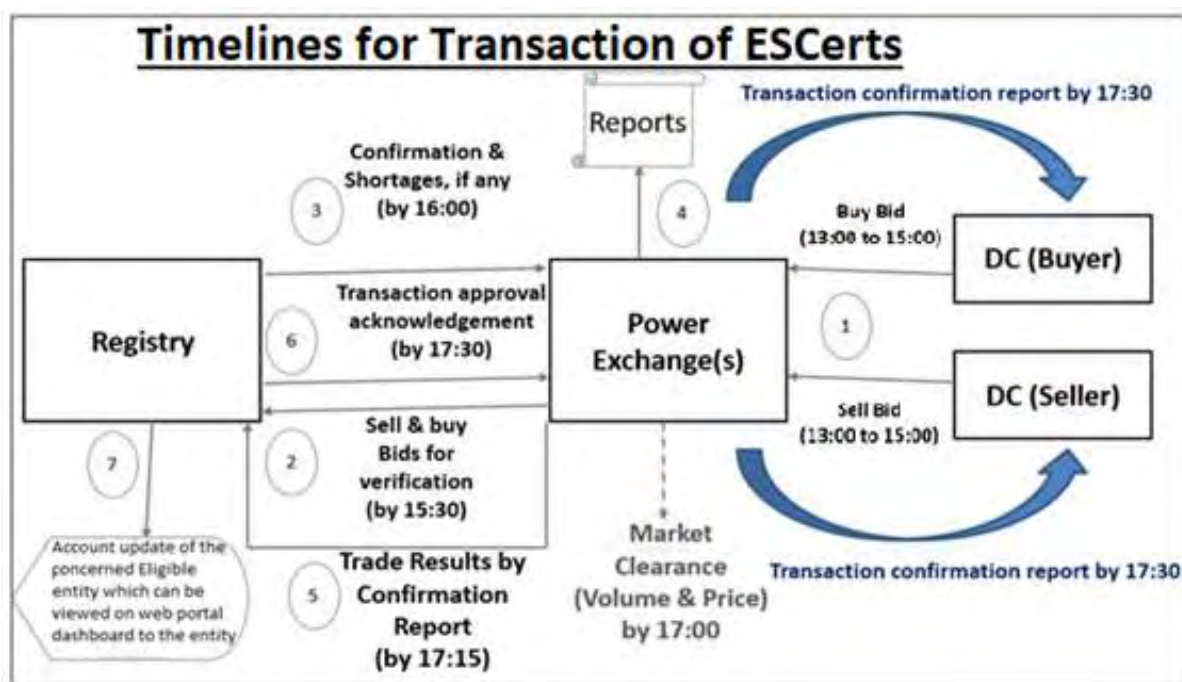 Timelines for Transaction of ESCerts
Transaction confirmation report by 17:30
Reports
Confirmation &
Shortages, if any
(by 16:00)
3
4
Buy Bid
(13:00 to 15:00)
DC (Buyer)
Registry
Transaction approval
acknowledgement
(by 17:30)
6
Power
Exchange(s)
1
DC (Seller)
Sell Bid
(13:00 to 15:00)
7
2
Sell & buy
Bids for
verification
(by 15:30)
Account update of the
poncerned Eligible
entity which can be
viewed on web portal
dashboard to the entity
5
Trade Results by
Confirmation
Report
(by 17:15)
Market
Clearance
(Volume & Price)
by 17:00
Transaction confirmation report by 17:30